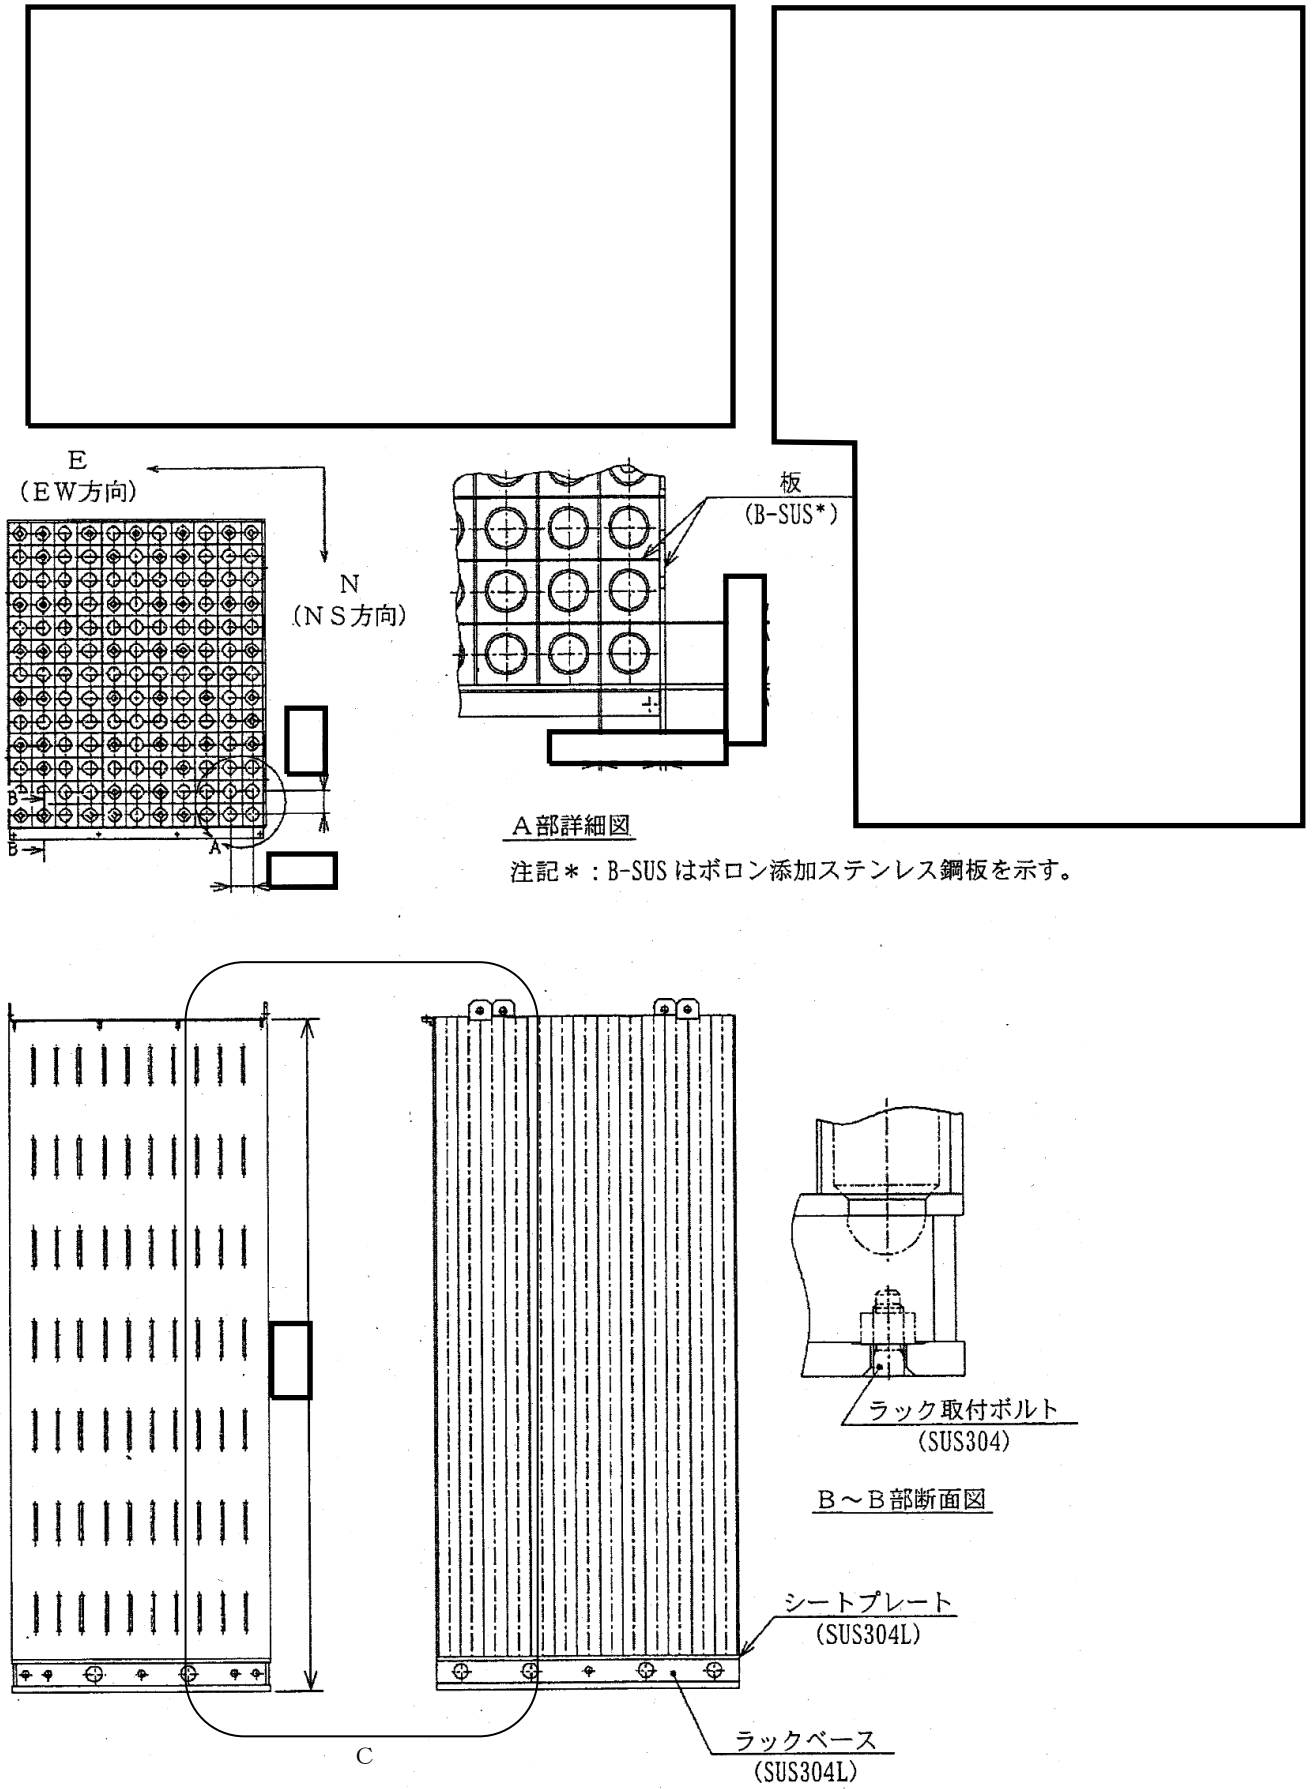 E
(EW方向)
N
(NS方向)
B
B
A
板
(B-SUS*)
A部詳細図
注記*:B-SUSはボロン添加ステンレス鋼板を示す。
ラック取付ボルト
(SUS304)
B~B部断面図
シートプレート
(SUS304L)
ラックベース
(SUS304L)
C